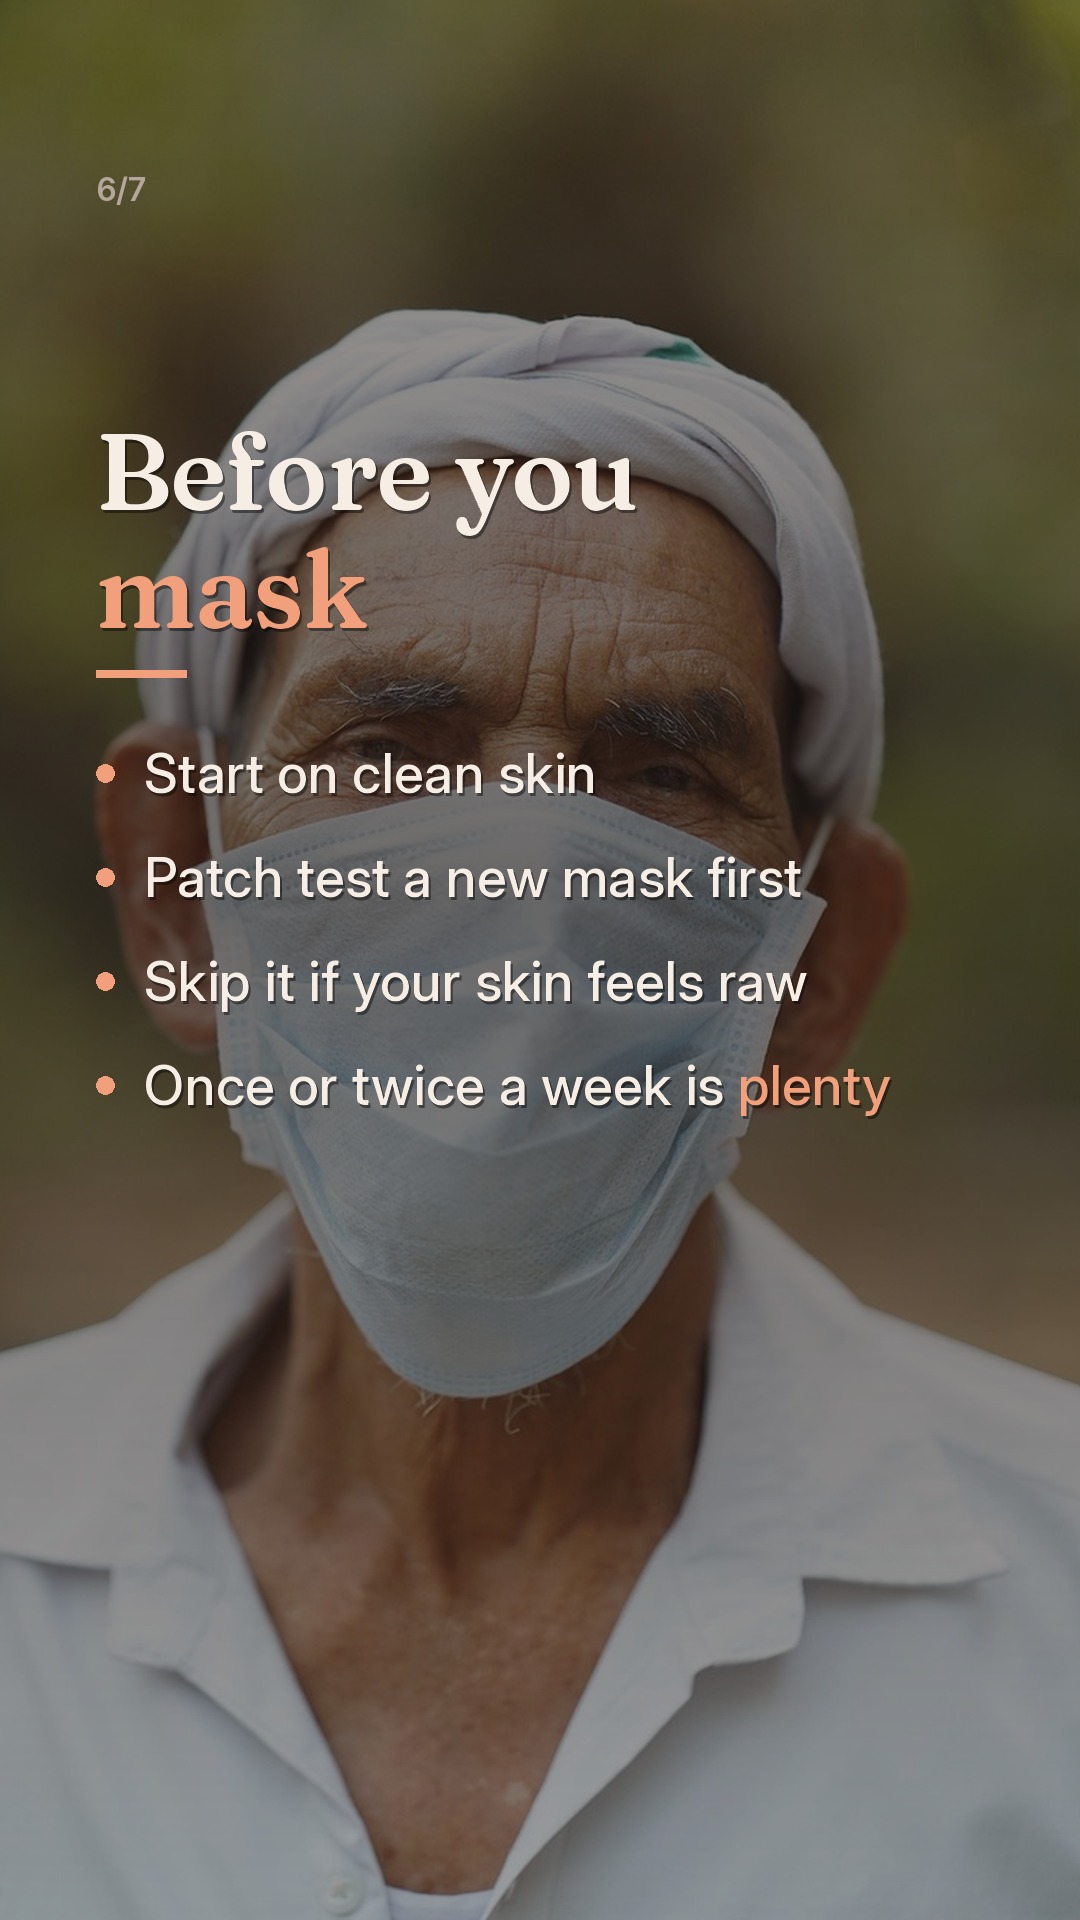 6/7
Before you
mask
Start on clean skin
Patch test a new mask first
Skip it if your skin feels raw
Once or twice a week is plenty